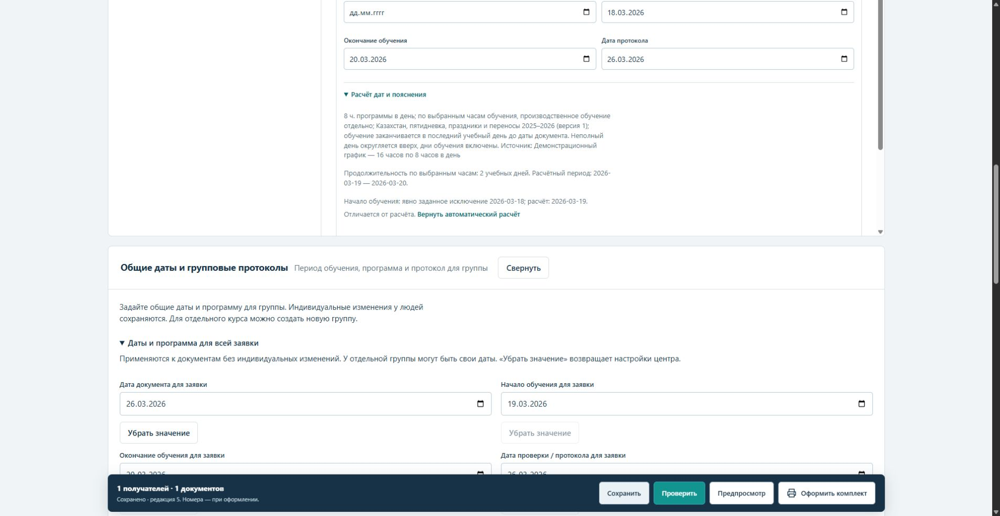 дд.мм.гггг
18.03.2026
Окончание обучения
Дата протокола
20.03.2026
26.03.2026
Расчёт дат и пояснения
8 ч. программы в день; по выбранным часам обучения, производственное обучение
отдельно; Казахстан, пятидневка, праздники и переносы 2025–2026 (версия 1);
обучение заканчивается в последний учебный день до даты документа. Неполный
день округляется вверх, дни обучения включены. Источник: Демонстрационный
график — 16 часов по 8 часов в день
Продолжительность по выбранным часам: 2 учебных дней. Расчётный период: 2026-
03-19 — 2026-03-20.
Начало обучения: явно заданное исключение 2026-03-18; расчёт: 2026-03-19.
Отличается от расчёта. Вернуть автоматический расчёт
Общие даты и групповые протоколы Период обучения, программа и протокол для группы Свернуть
Задайте общие даты и программу для группы. Индивидуальные изменения у людей
сохраняются. Для отдельного курса можно создать новую группу.
Даты и программа для всей заявки
Применяются к документам без индивидуальных изменений. У отдельной группы могут быть свои даты. «Убрать значение» возвращает настройки центра.
Дата документа для заявки
Начало обучения для заявки
26.03.2026
19.03.2026
Убрать значение
Убрать значение
Окончание обучения для заявки
Дата проверки / протокола для заявки
20.03.2026
26.03.2026
1 получателей · 1 документов
Сохранено · редакция 5. Номера — при оформлении.
Сохранить
Проверить
Предпросмотр
Оформить комплект